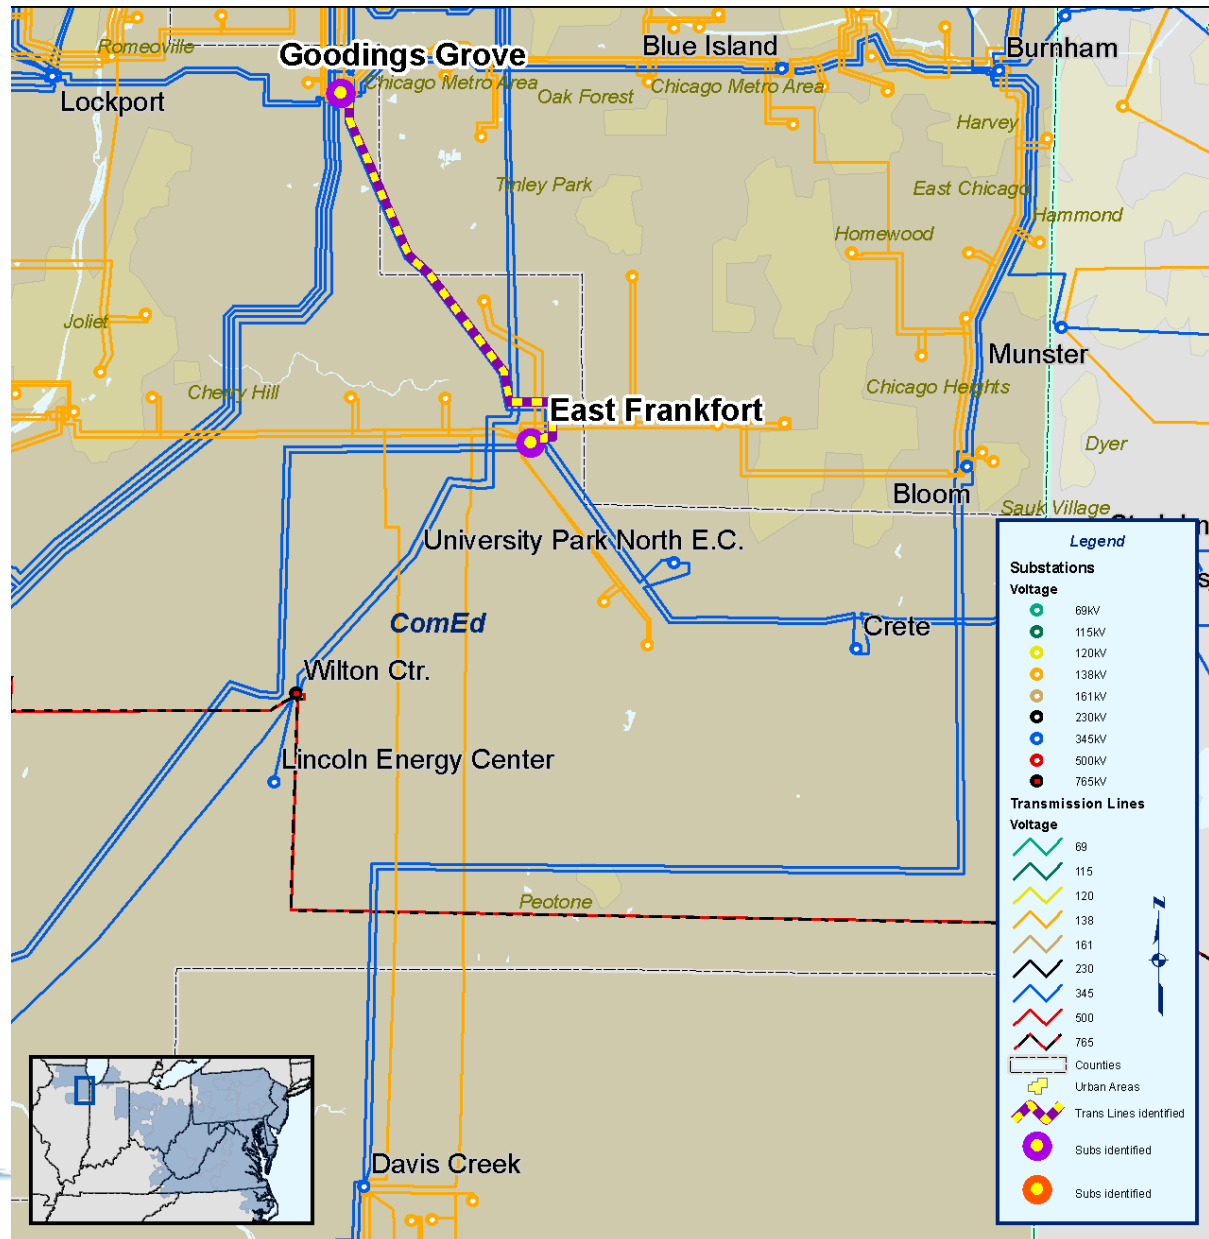 Romeoville
Goodings Grove
Blue Island
Burnham
Chicago Metro Area
Chicago Metro Area
Lockport
Oak Forest
Harvey
Tinley Park
East Chicago
Hammond
Homewood
Joliet
Munster
Cherry Hill
Chicago Heights
East Frankfort
Dyer
Bloom
Sauk Village
University Park North E.C.
ComEd
Crete
Wilton Ctr.
Lincoln Energy Center
Peotone
Davis Creek
Legend
Substations
Voltage
69kV
115kV
120kV
138kV
161kV
230kV
345kV
500kV
765kV
Transmission Lines
Voltage
69
115
120
138
161
230
345
500
765
Counties
Urban Areas
Trans Lines identified
Subs identified
Subs identified
N